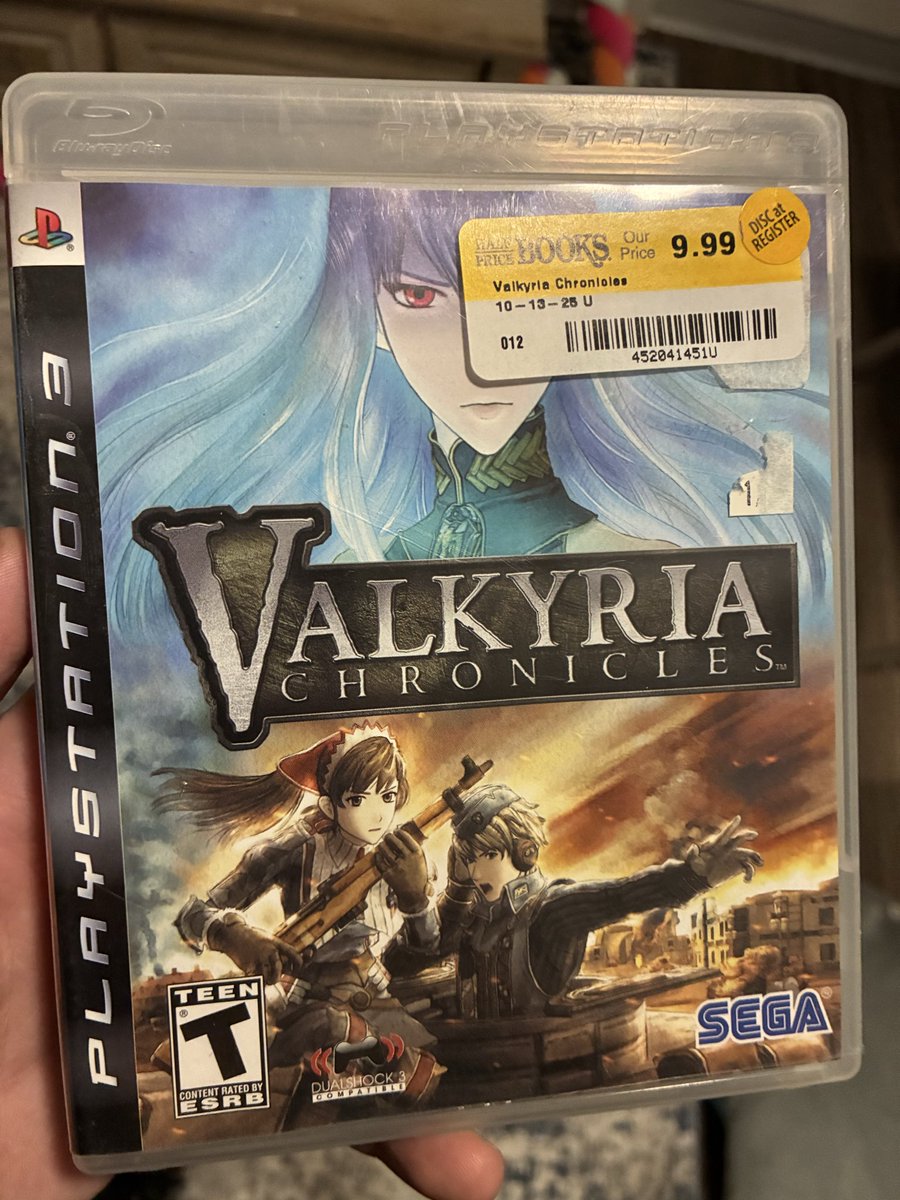 Blu-ray Disc
PLAYSTATION 3
PLAYSTATION®3
HALF PRICE BOOKS. Our Price 9.99
DISC at REGISTER
Valkyria Chronicles
10-13-25 U
012
452041451U
VALKYRIA
CHRONICLES™
TEEN
T
CONTENT RATED BY
ESRB
DUALSHOCK 3
COMPATIBLE
SEGA®